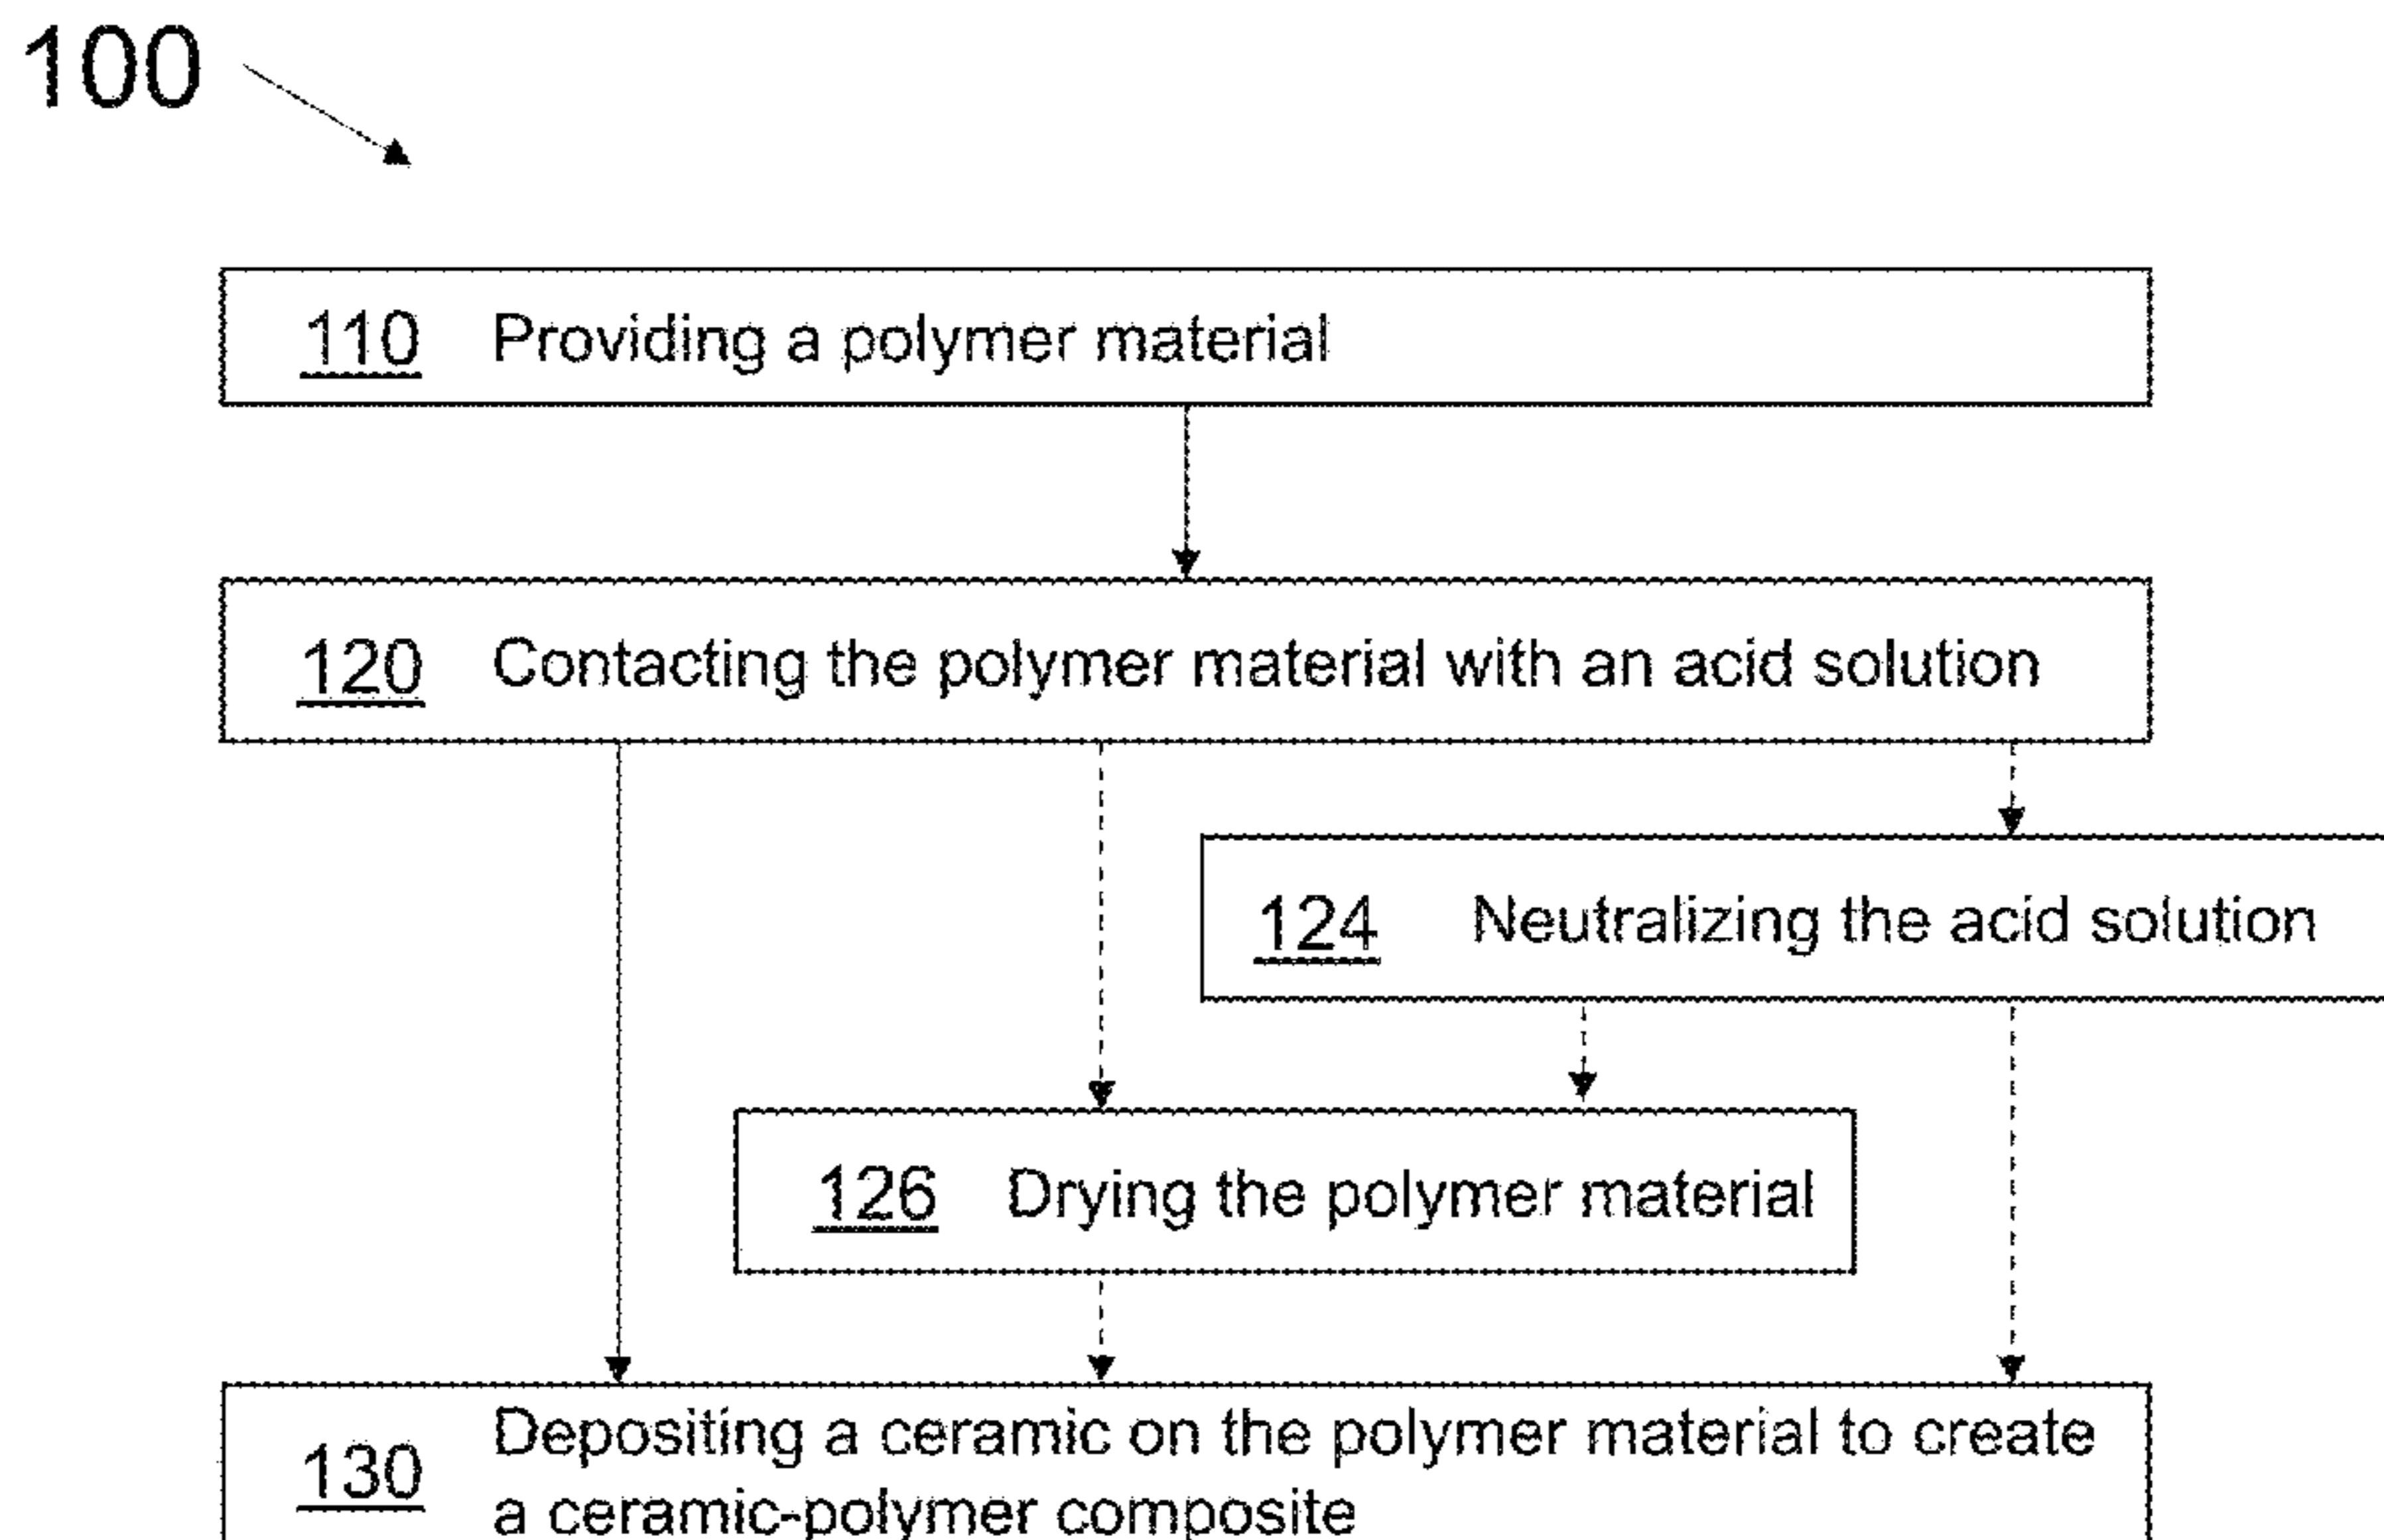 100
110 Providing a polymer material
120 Contacting the polymer material with an acid solution
124 Neutralizing the acid solution
126 Drying the polymer material
130 Depositing a ceramic on the polymer material to create
a ceramic-polymer composite